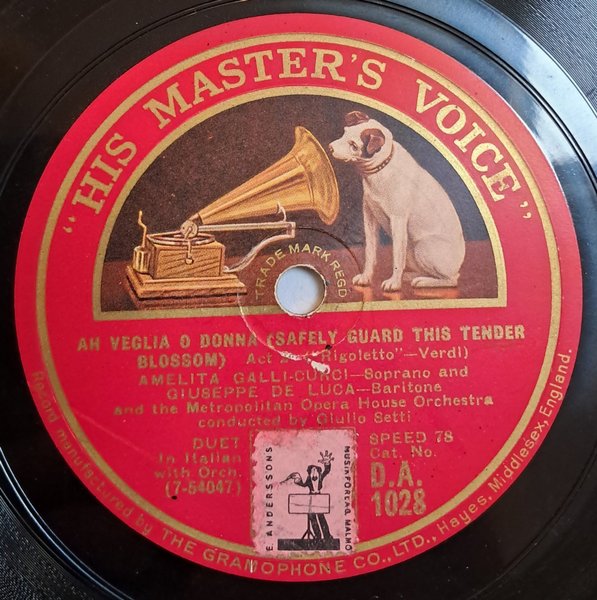 "HIS MASTER'S VOICE"
TRADE MARK REGD
AH VEGLIA O DONNA (SAFELY GUARD THIS TENDER
BLOSSOM) Act "Rigoletto"—Verdi)
AMELITA GALLI-CURCI—Soprano and
GIUSEPPE DE LUCA—Baritone
and the Metropolitan Opera House Orchestra
conducted by Giulio Setti
DUET
In Italian
with Orch.
(7-54047)
SPEED 78
Cat. No.
D.A.
1028
E. ANDERSSONS
MUSIKFÖRLAG MALMÖ
Record manufactured by THE GRAMOPHONE CO., LTD., Hayes, Middlesex, England.